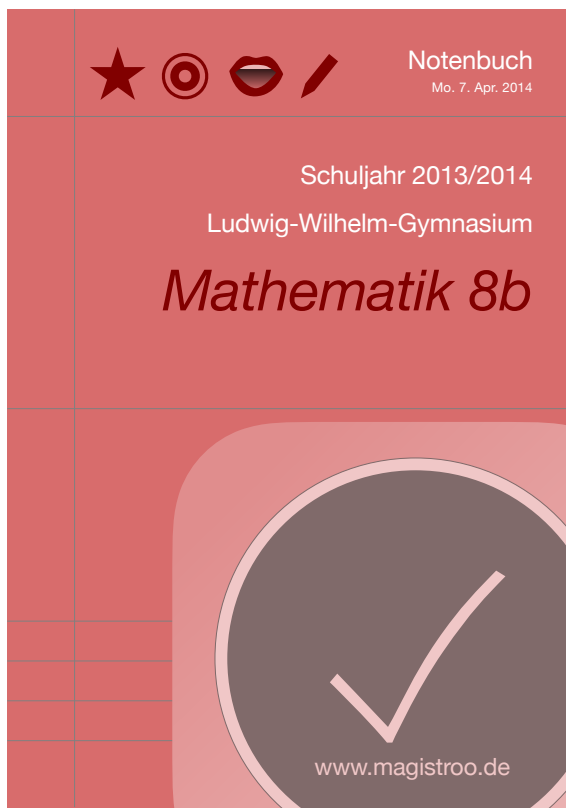 Notenbuch
Mo. 7. Apr. 2014
Schuljahr 2013/2014
Ludwig-Wilhelm-Gymnasium
Mathematik 8b
www.magistroo.de